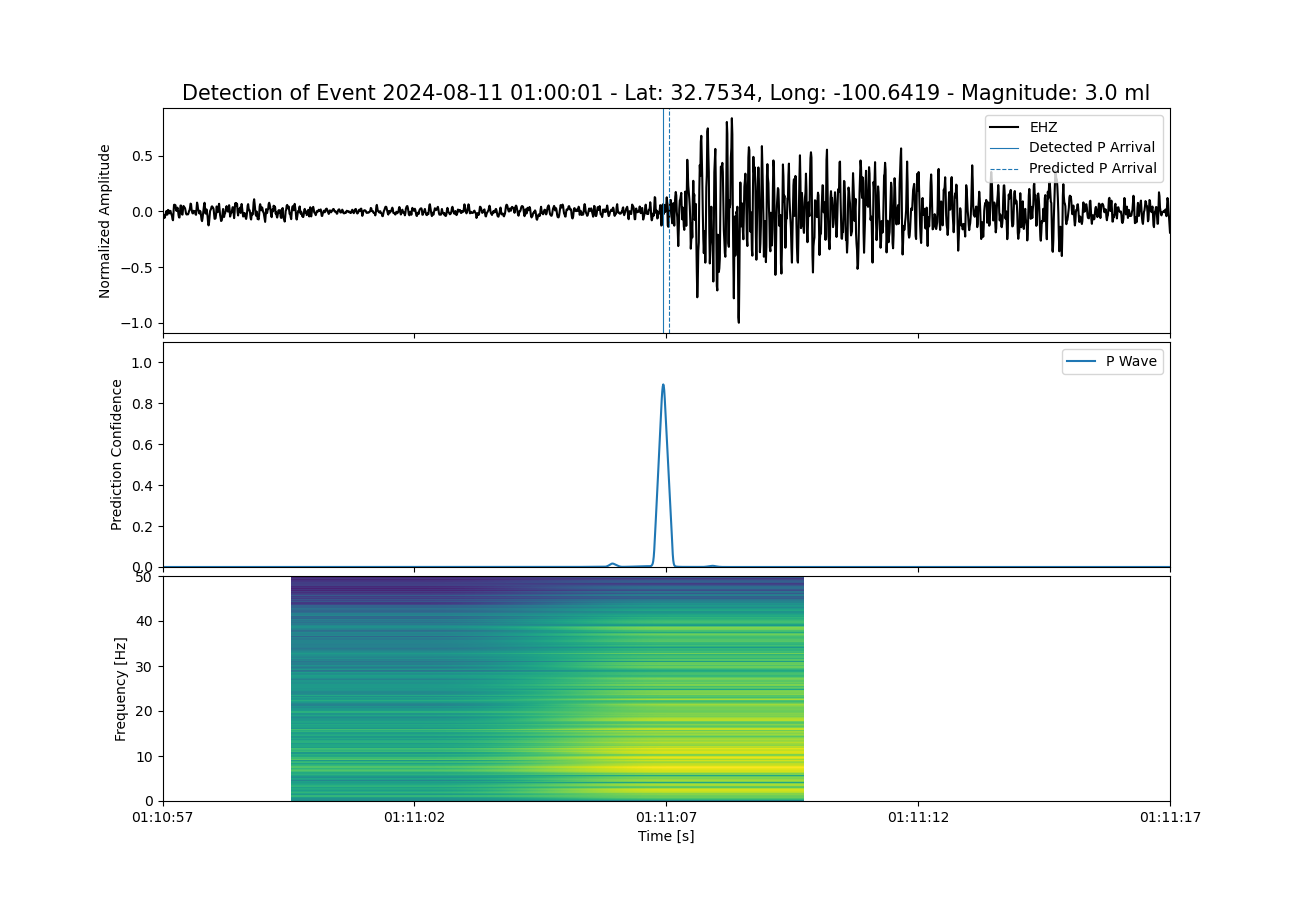 Detection of Event 2024-08-11 01:00:01 - Lat: 32.7534, Long: -100.6419 - Magnitude: 3.0 ml
EHZ
Detected P Arrival
Predicted P Arrival
Normalized Amplitude
0.5
0.0
−0.5
−1.0
P Wave
Prediction Confidence
1.0
0.8
0.6
0.4
0.2
0.0
Frequency [Hz]
50
40
30
20
10
0
01:10:57
01:11:02
01:11:07
01:11:12
01:11:17
Time [s]